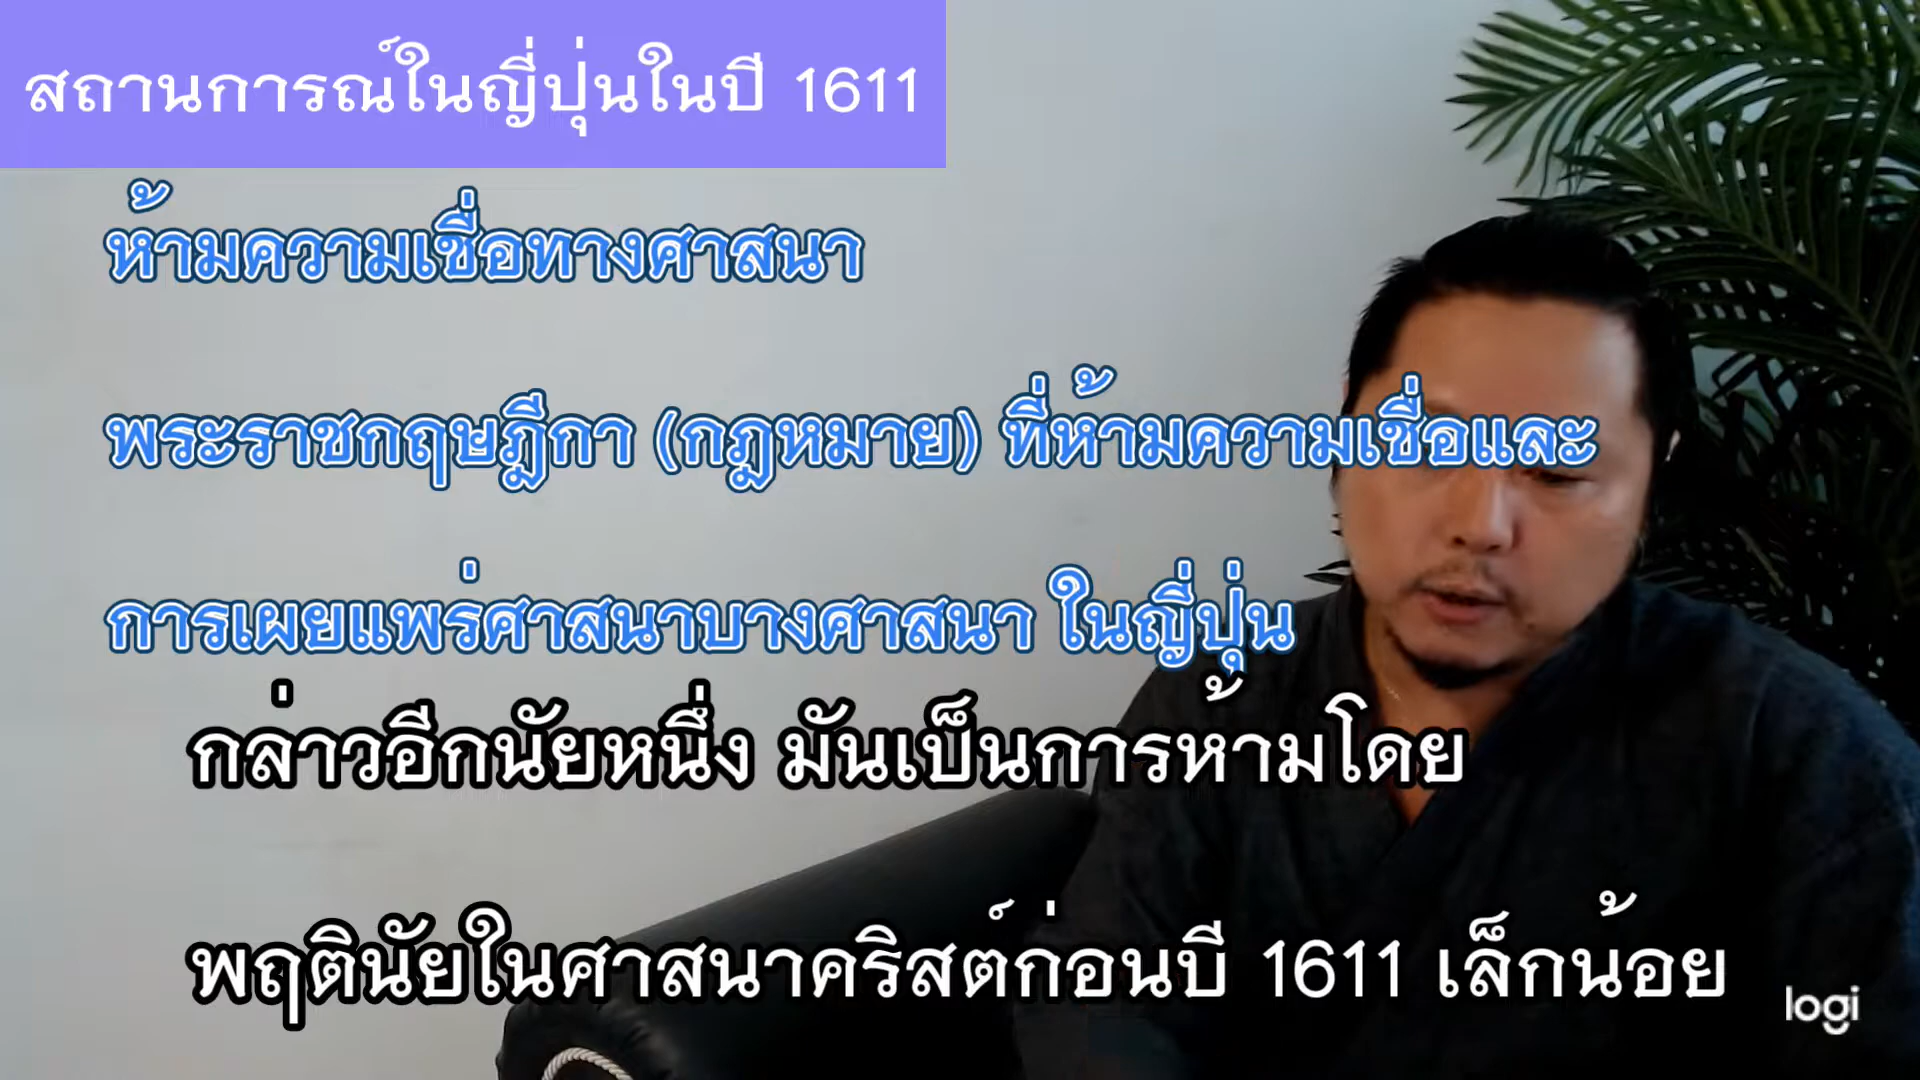 สถานการณ์ในญี่ปุ่นในปี 1611
ห้ามความเชื่อทางศาสนา
พระราชกฤษฎีกา (กฎหมาย) ที่ห้ามความเชื่อและ
การเผยแพร่ศาสนาบางศาสนา ในญี่ปุ่น
กล่าวอีกนัยหนึ่ง มันเป็นการห้ามโดย
พฤตินัยในศาสนาคริสต์ก่อนบี 1611 เล็กน้อย
logi